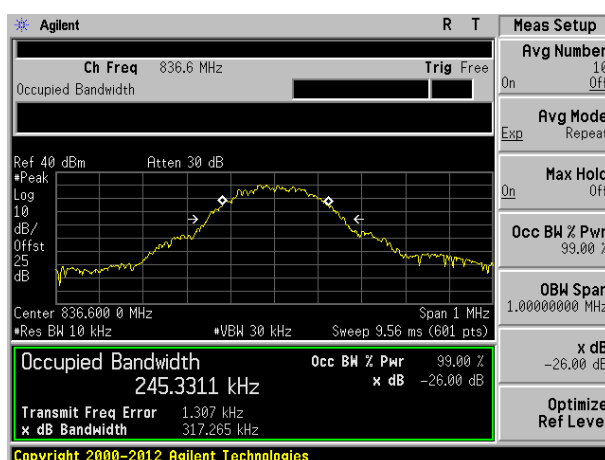 Agilent R T
Meas Setup
Avg Number
10
On Off
Ch Freq 836.6 MHz Trig Free
Occupied Bandwidth
Avg Mode
Exp Repeat
Max Hold
On Off
Occ BW % Pwr
99.00 %
OBW Span
1.00000000 MHz
x dB
-26.00 dB
Optimize
Ref Level
Ref 40 dBm Atten 30 dB
#Peak
Log
10
dB/
Offst
25
dB
Center 836.600 0 MHz Span 1 MHz
#Res BW 10 kHz #VBW 30 kHz Sweep 9.56 ms (601 pts)
Occupied Bandwidth Occ BW % Pwr 99.00 %
245.3311 kHz x dB -26.00 dB
Transmit Freq Error 1.307 kHz
x dB Bandwidth 317.265 kHz
Copyright 2000-2012 Agilent Technologies